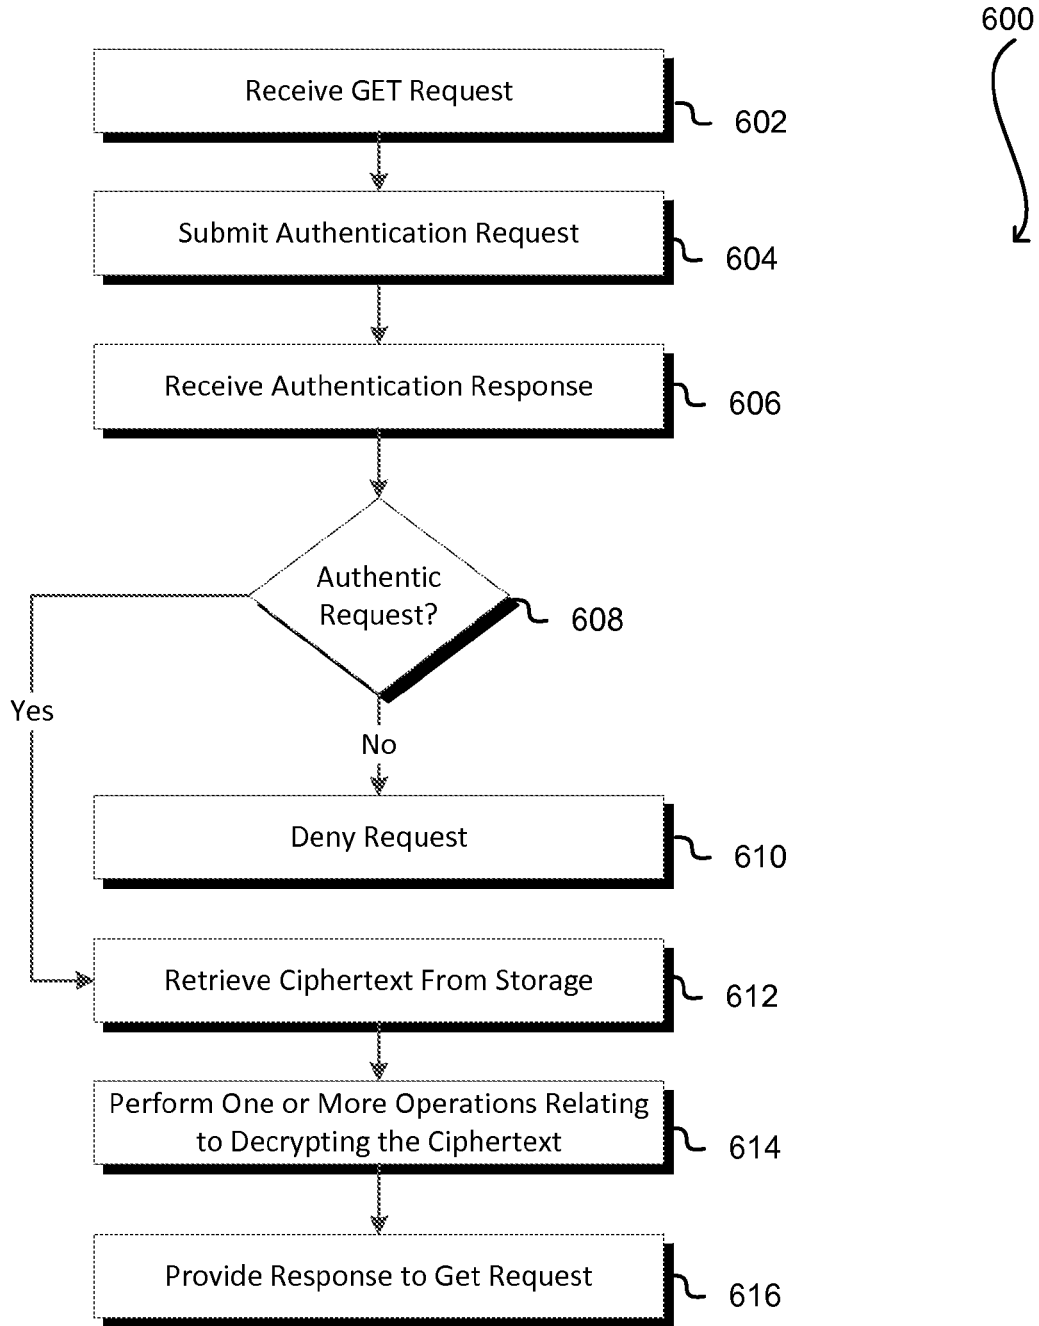 600
Receive GET Request
602
Submit Authentication Request
604
Receive Authentication Response
606
Authentic
Request?
608
Yes
No
Deny Request
610
Retrieve Ciphertext From Storage
612
Perform One or More Operations Relating
to Decrypting the Ciphertext
614
Provide Response to Get Request
616